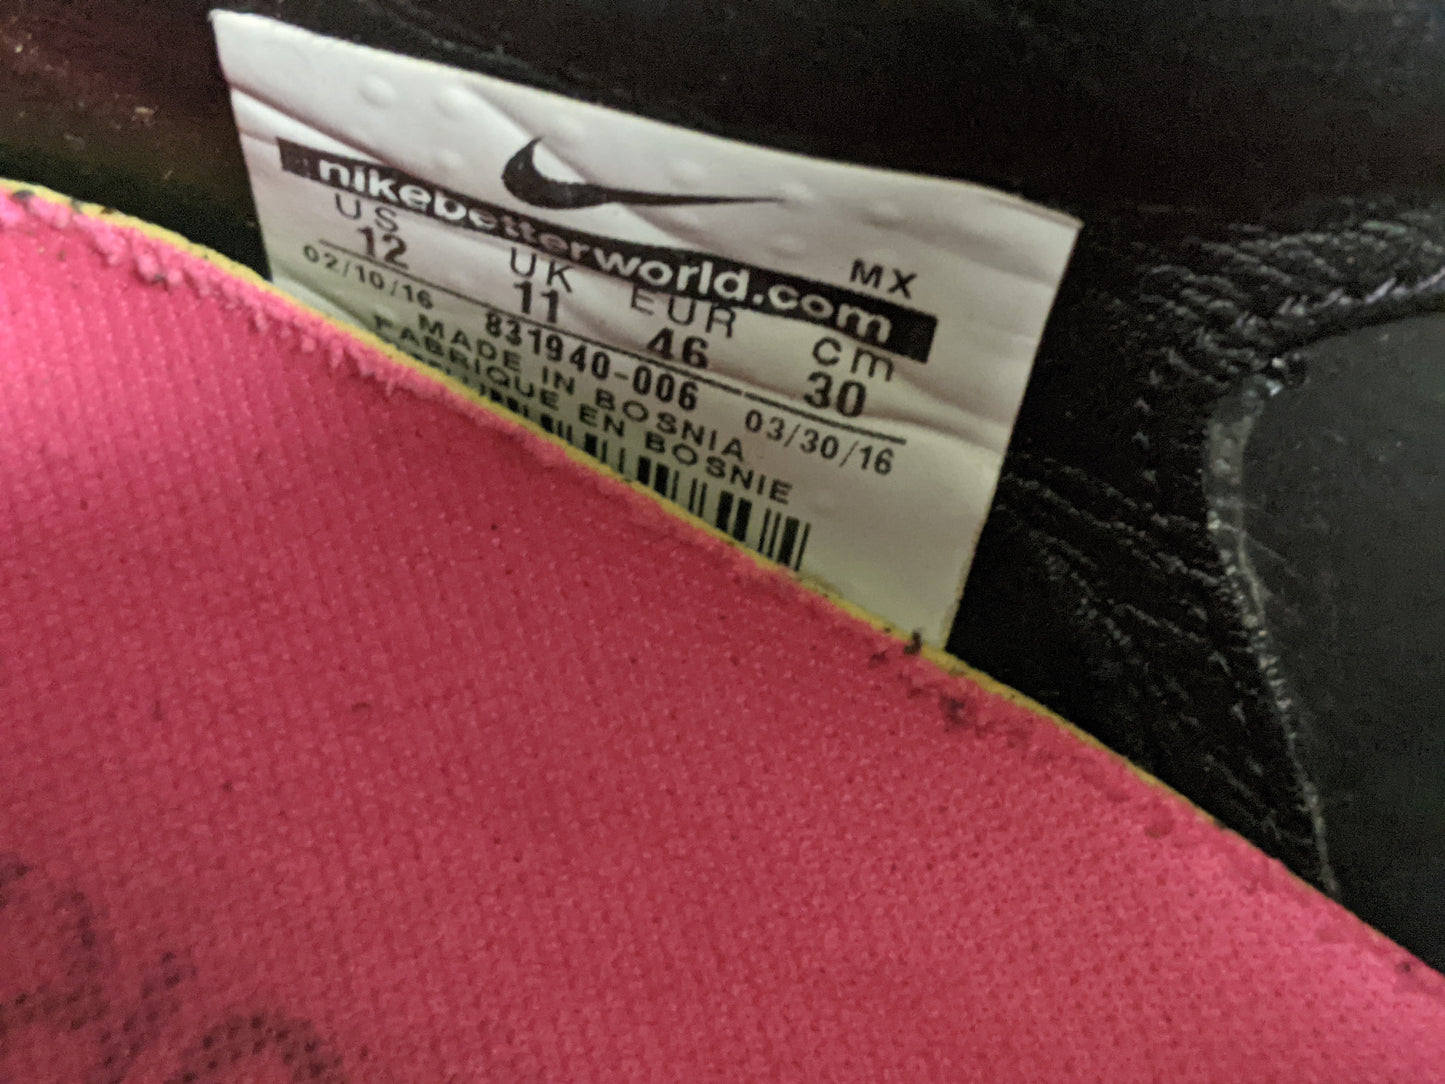 nikebetterworld.com
MX
US UK EUR cm
12 11 46 30
02/10/16 831940-006 03/30/16
MADE IN BOSNIA
FABRIQUE EN BOSNIE